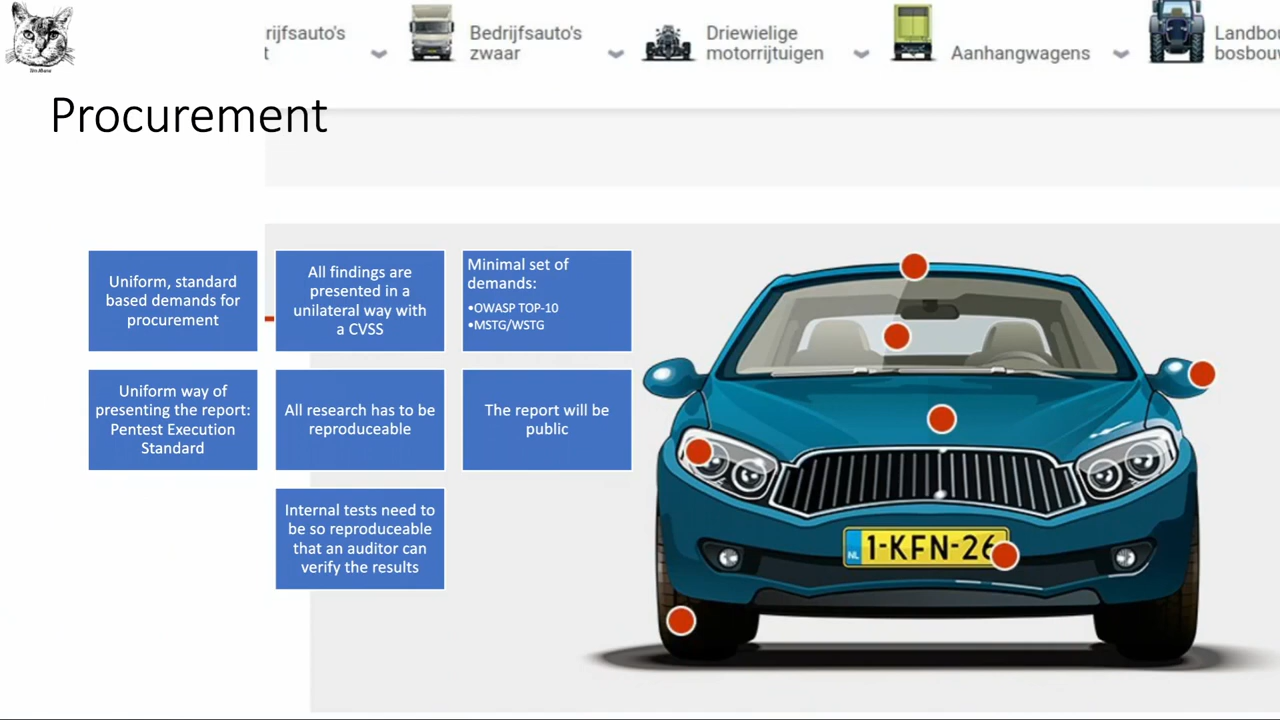 rijfsauto's
t
Bedrijfsauto's
zwaar
Driewielige
motorrijtuigen
Aanhangwagens
Landbou
bosbouw
Procurement
Uniform, standard
based demands for
procurement
All findings are
presented in a
unilateral way with
a CVSS
Minimal set of
demands:
•OWASP TOP-10
•MSTG/WSTG
Uniform way of
presenting the report:
Pentest Execution
Standard
All research has to be
reproduceable
The report will be
public
Internal tests need to
be so reproduceable
that an auditor can
verify the results
NL 1-KFN-26